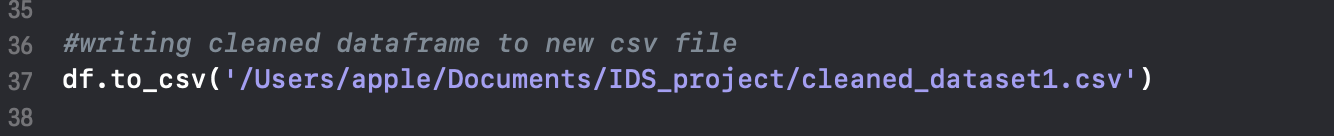 35
36 #writing cleaned dataframe to new csv file
37 df.to_csv('/Users/apple/Documents/IDS_project/cleaned_dataset1.csv')
38